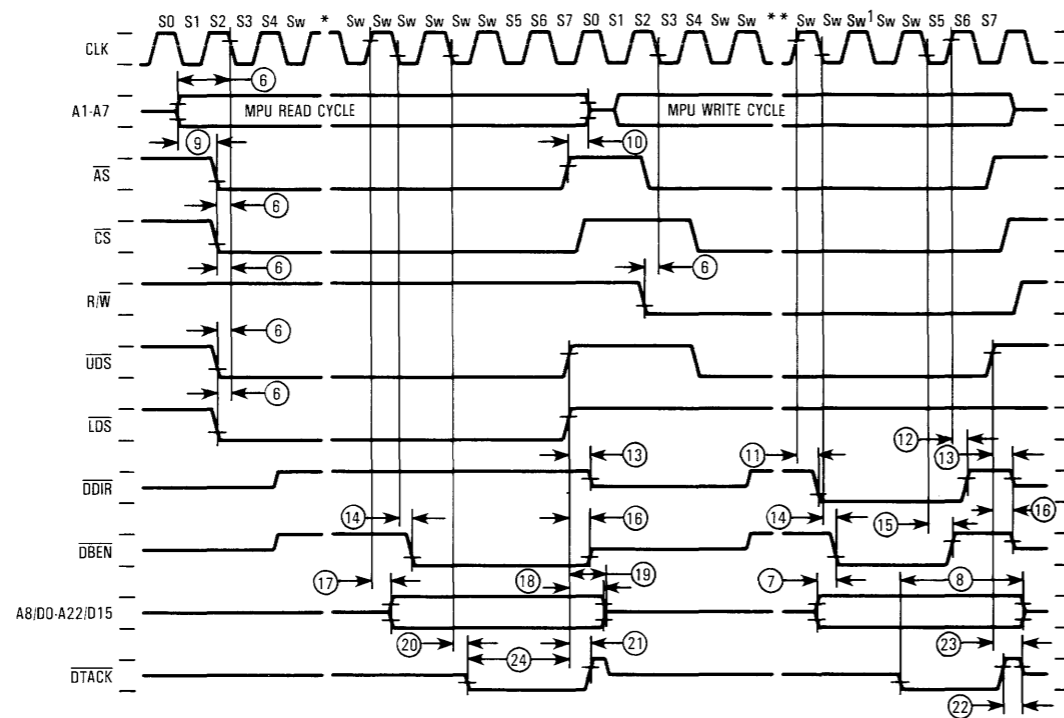 S0 S1 S2 S3 S4 Sw * Sw Sw Sw Sw Sw S5 S6 S7 S0 S1 S2 S3 S4 Sw Sw ** Sw Sw Sw1 Sw Sw S5 S6 S7
CLK
6
A1-A7
MPU READ CYCLE
MPU WRITE CYCLE
9
10
AS
6
CS
6
6
R/W
6
UDS
6
LDS
12
11
13
13
DDIR
14
16
14
15
16
DBEN
17
18
19
7
8
A8/D0-A22/D15
20
24
21
23
DTACK
22